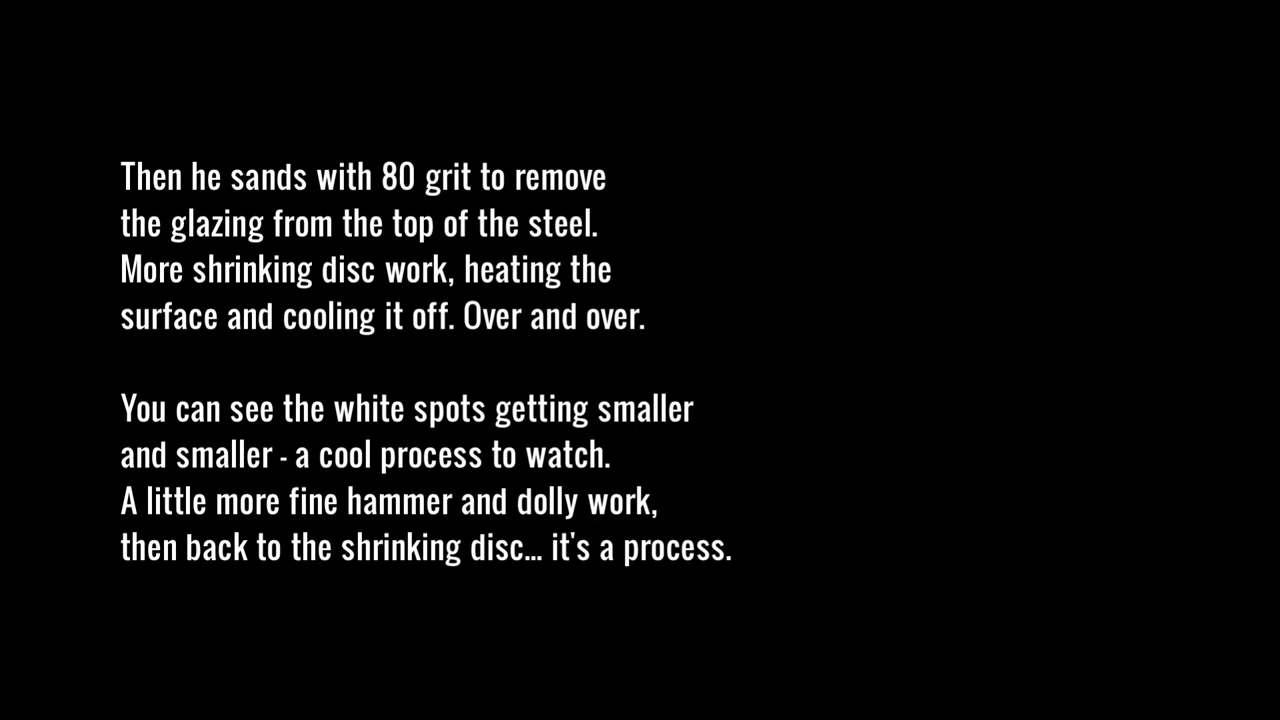 Then he sands with 80 grit to remove
the glazing from the top of the steel.
More shrinking disc work, heating the
surface and cooling it off. Over and over.
You can see the white spots getting smaller
and smaller - a cool process to watch.
A little more fine hammer and dolly work,
then back to the shrinking disc... it's a process.